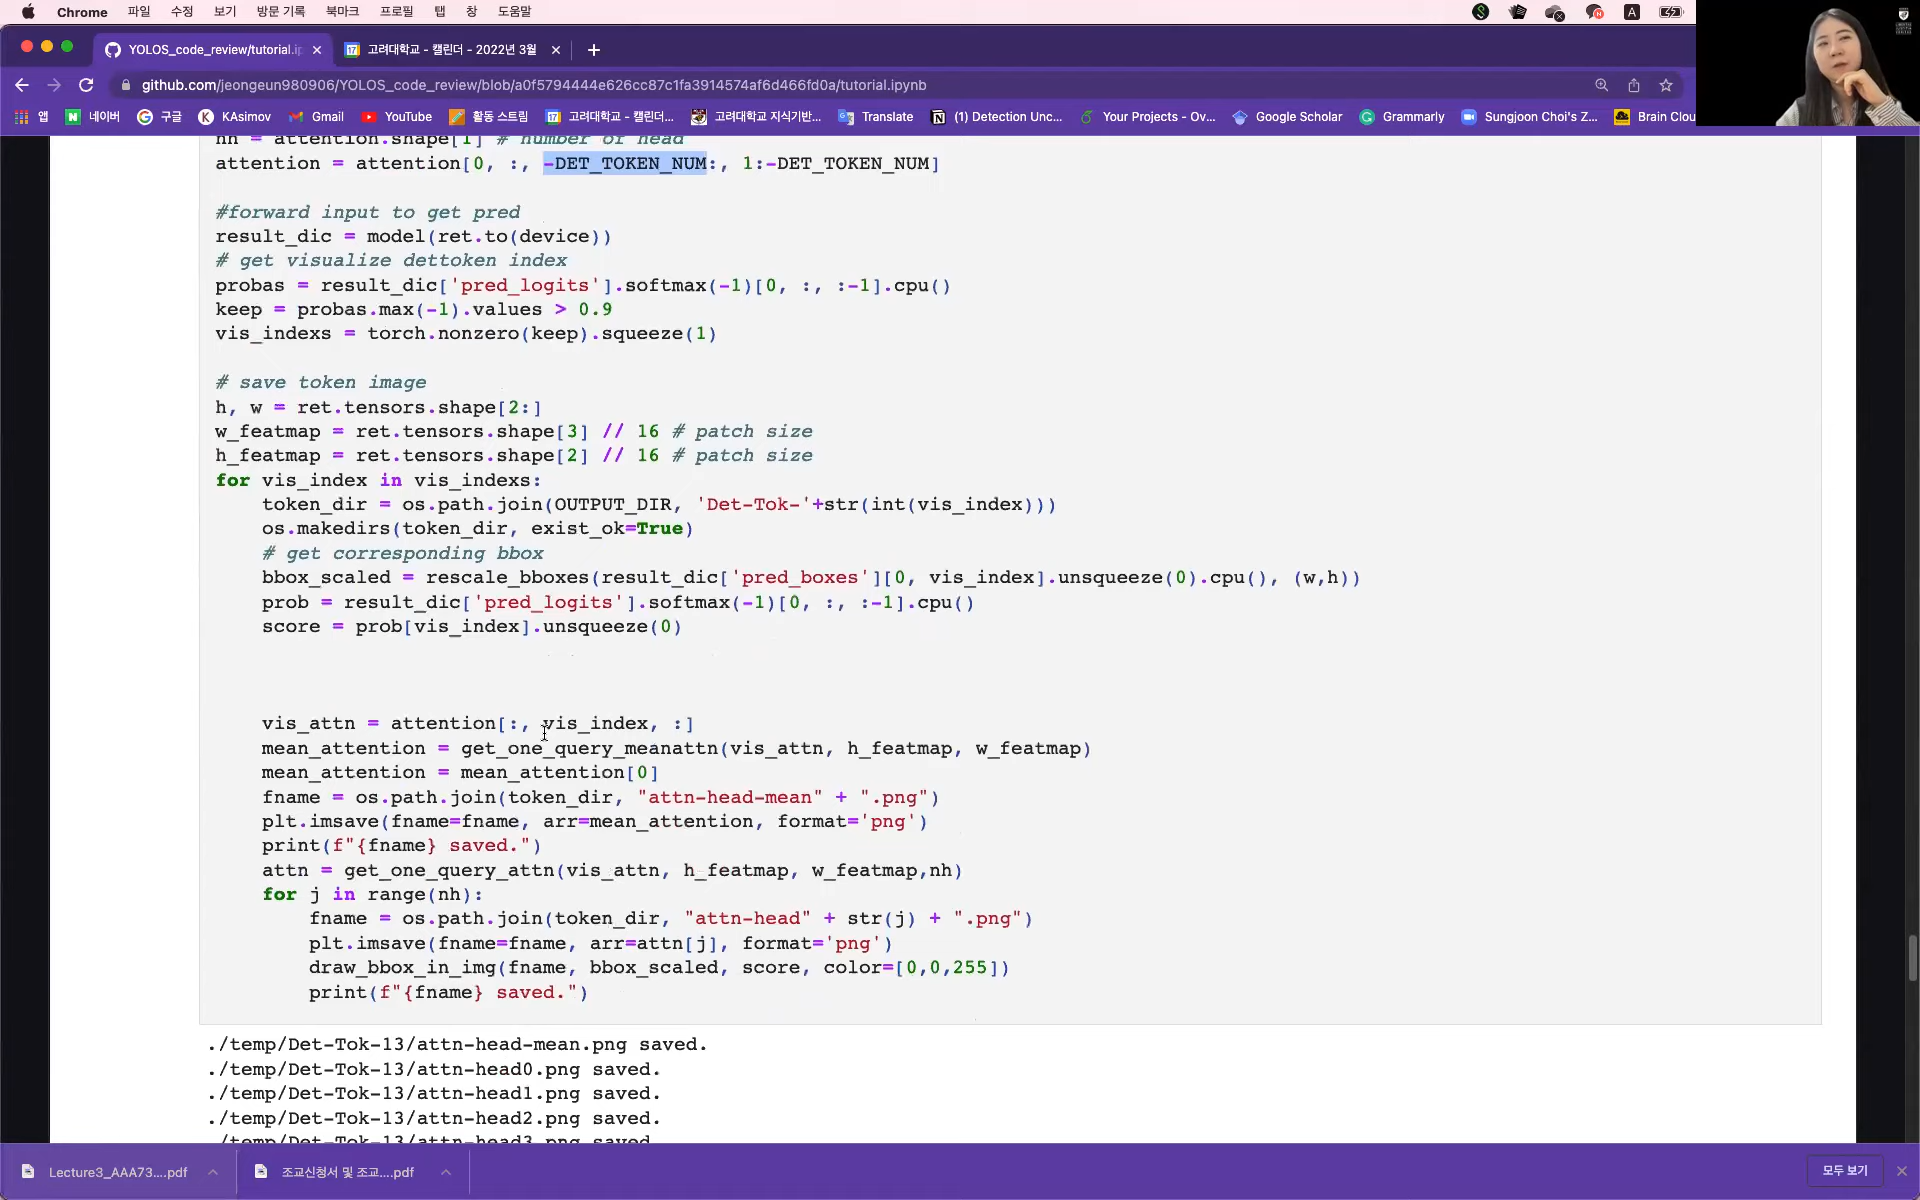 Chrome 파일 수정 보기 방문 기록 북마크 프로필 탭 창 도움말
YOLOS_code_review/tutorial.ip
고려대학교 - 캘린더 - 2022년 3월
github.com/jeongeun980906/YOLOS_code_review/blob/a0f5794444e626cc87c1fa3914574af6d466fd0a/tutorial.ipynb
앱 네이버 구글 KAsimov Gmail YouTube 활동 스트림 고려대학교 - 캘린... 고려대학교 지식기반... Translate (1) Detection Unc... Your Projects - Ov... Google Scholar Grammarly Sungjoon Choi's Z... Brain Clou
nh = attention.shape[1] # number of head
attention = attention[0, :, -DET_TOKEN_NUM:, 1:-DET_TOKEN_NUM]
#forward input to get pred
result_dic = model(ret.to(device))
# get visualize dettoken index
probas = result_dic['pred_logits'].softmax(-1)[0, :, :-1].cpu()
keep = probas.max(-1).values > 0.9
vis_indexs = torch.nonzero(keep).squeeze(1)
# save token image
h, w = ret.tensors.shape[2:]
w_featmap = ret.tensors.shape[3] // 16 # patch size
h_featmap = ret.tensors.shape[2] // 16 # patch size
for vis_index in vis_indexs:
token_dir = os.path.join(OUTPUT_DIR, 'Det-Tok-'+str(int(vis_index)))
os.makedirs(token_dir, exist_ok=True)
# get corresponding bbox
bbox_scaled = rescale_bboxes(result_dic['pred_boxes'][0, vis_index].unsqueeze(0).cpu(), (w,h))
prob = result_dic['pred_logits'].softmax(-1)[0, :, :-1].cpu()
score = prob[vis_index].unsqueeze(0)
vis_attn = attention[:, vis_index, :]
mean_attention = get_one_query_meanattn(vis_attn, h_featmap, w_featmap)
mean_attention = mean_attention[0]
fname = os.path.join(token_dir, "attn-head-mean" + ".png")
plt.imsave(fname=fname, arr=mean_attention, format='png')
print(f"{fname} saved.")
attn = get_one_query_attn(vis_attn, h_featmap, w_featmap,nh)
for j in range(nh):
fname = os.path.join(token_dir, "attn-head" + str(j) + ".png")
plt.imsave(fname=fname, arr=attn[j], format='png')
draw_bbox_in_img(fname, bbox_scaled, score, color=[0,0,255])
print(f"{fname} saved.")
./temp/Det-Tok-13/attn-head-mean.png saved.
./temp/Det-Tok-13/attn-head0.png saved.
./temp/Det-Tok-13/attn-head1.png saved.
./temp/Det-Tok-13/attn-head2.png saved.
./temp/Det-Tok-13/attn-head3.png saved.
Lecture3_AAA73....pdf 조교신청서 및 조교....pdf 모두 보기